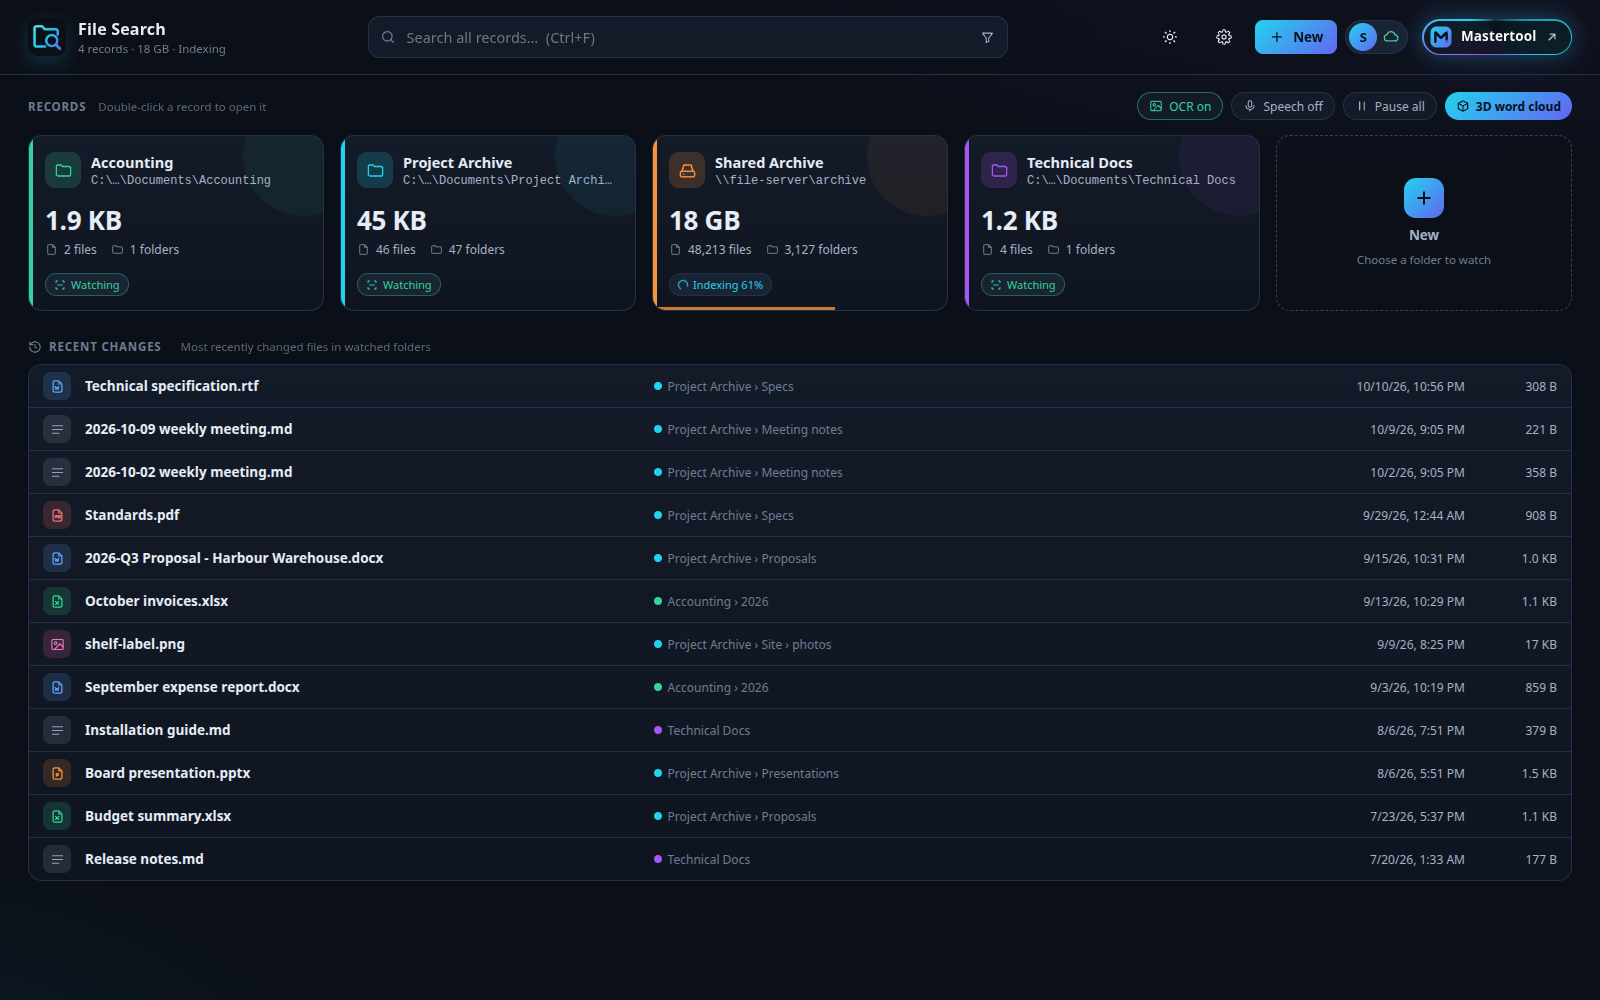 File Search
4 records · 18 GB · Indexing
Search all records... (Ctrl+F)
New
S
Mastertool
RECORDS Double-click a record to open it
OCR on
Speech off
Pause all
3D word cloud
Accounting
C:\…\Documents\Accounting
1.9 KB
2 files 1 folders
Watching
Project Archive
C:\…\Documents\Project Archi…
45 KB
46 files 47 folders
Watching
Shared Archive
\\file-server\archive
18 GB
48,213 files 3,127 folders
Indexing 61%
Technical Docs
C:\…\Documents\Technical Docs
1.2 KB
4 files 1 folders
Watching
New
Choose a folder to watch
RECENT CHANGES Most recently changed files in watched folders
Technical specification.rtf Project Archive › Specs 10/10/26, 10:56 PM 308 B
2026-10-09 weekly meeting.md Project Archive › Meeting notes 10/9/26, 9:05 PM 221 B
2026-10-02 weekly meeting.md Project Archive › Meeting notes 10/2/26, 9:05 PM 358 B
Standards.pdf Project Archive › Specs 9/29/26, 12:44 AM 908 B
2026-Q3 Proposal - Harbour Warehouse.docx Project Archive › Proposals 9/15/26, 10:31 PM 1.0 KB
October invoices.xlsx Accounting › 2026 9/13/26, 10:29 PM 1.1 KB
shelf-label.png Project Archive › Site › photos 9/9/26, 8:25 PM 17 KB
September expense report.docx Accounting › 2026 9/3/26, 10:19 PM 859 B
Installation guide.md Technical Docs 8/6/26, 7:51 PM 379 B
Board presentation.pptx Project Archive › Presentations 8/6/26, 5:51 PM 1.5 KB
Budget summary.xlsx Project Archive › Proposals 7/23/26, 5:37 PM 1.1 KB
Release notes.md Technical Docs 7/20/26, 1:33 AM 177 B